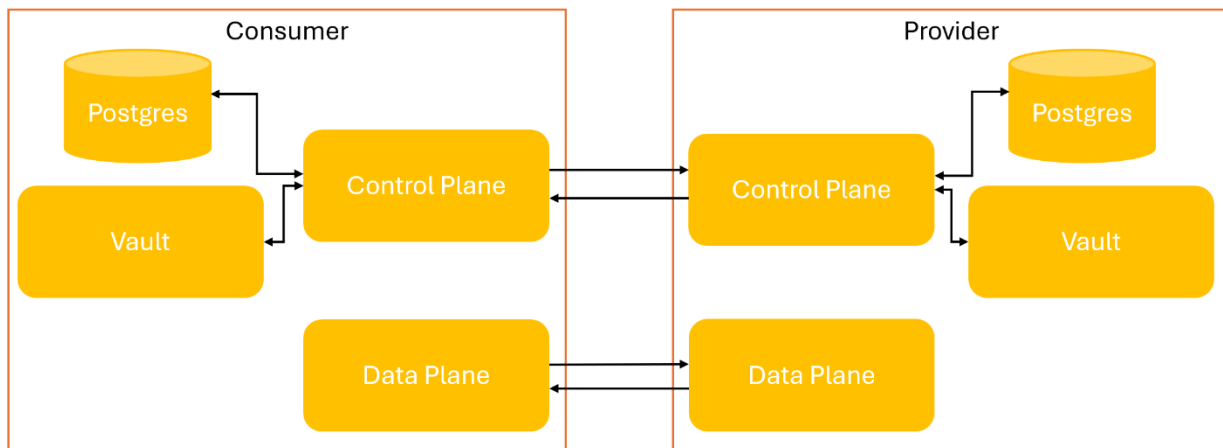 Consumer
Postgres
Control Plane
Vault
Data Plane
Provider
Postgres
Control Plane
Vault
Data Plane